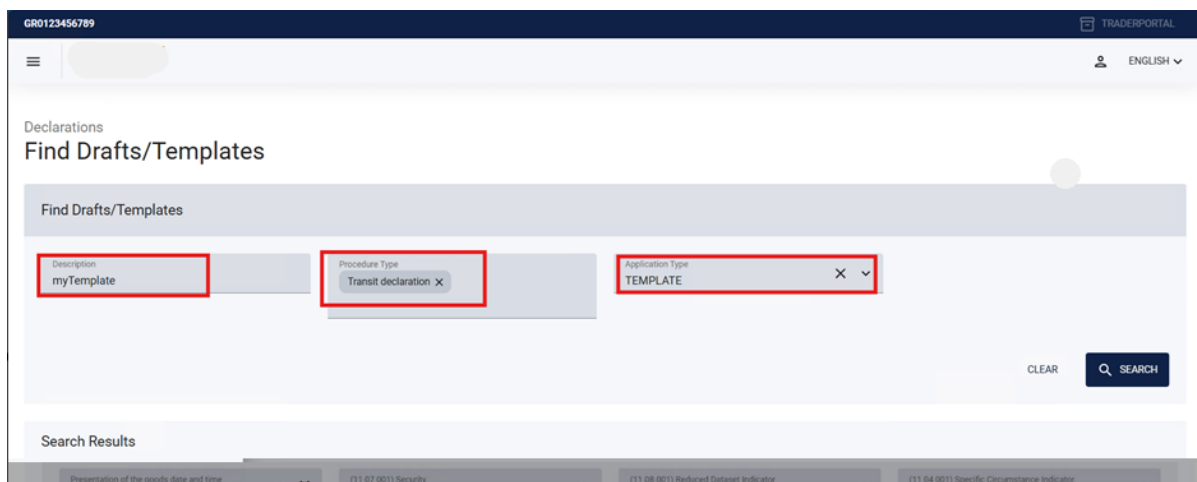 GR0123456789 TRADERPORTAL
ENGLISH
Declarations
Find Drafts/Templates
Find Drafts/Templates
Description Procedure Type Application Type
myTemplate Transit declaration TEMPLATE
CLEAR SEARCH
Search Results
Presentation of the goods date and time (11 07 001) Security (11 08 001) Reduced Dataset Indicator (11 04 001) Specific Circumstance Indicator